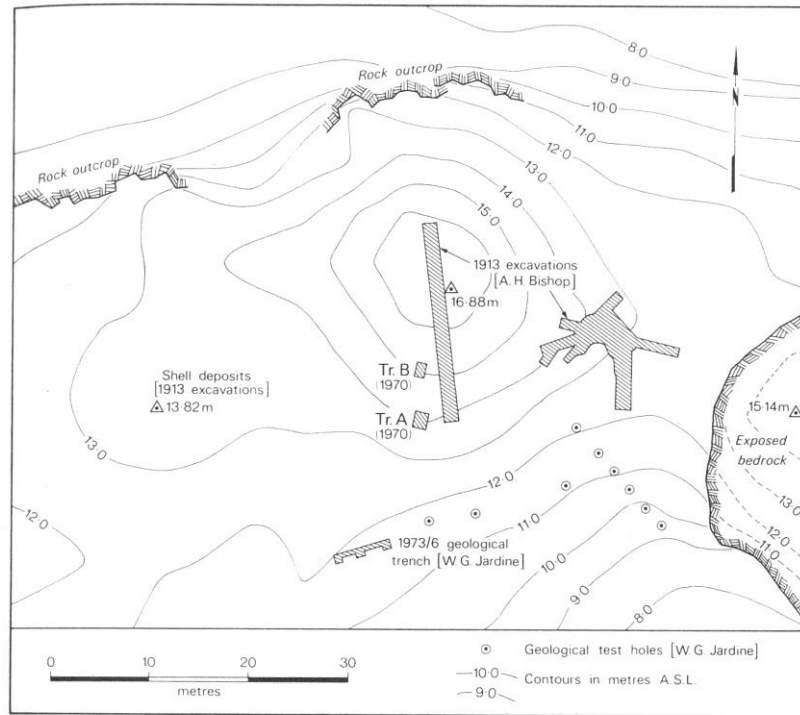 8·0
9·0
10·0
11·0
12·0
13·0
14·0
15·0
Rock outcrop
Rock outcrop
N
1913 excavations
[A. H. Bishop]
16·88m
Tr. B
(1970)
Tr. A
(1970)
Shell deposits
[1913 excavations]
13·82m
13·0
12·0
15·14m
Exposed
bedrock
13·0
12·0
11·0
12·0
11·0
10·0
9·0
8·0
1973/6 geological
trench [W. G. Jardine]
0 10 20 30
metres
Geological test holes [W. G. Jardine]
10·0
9·0
Contours in metres A.S.L.